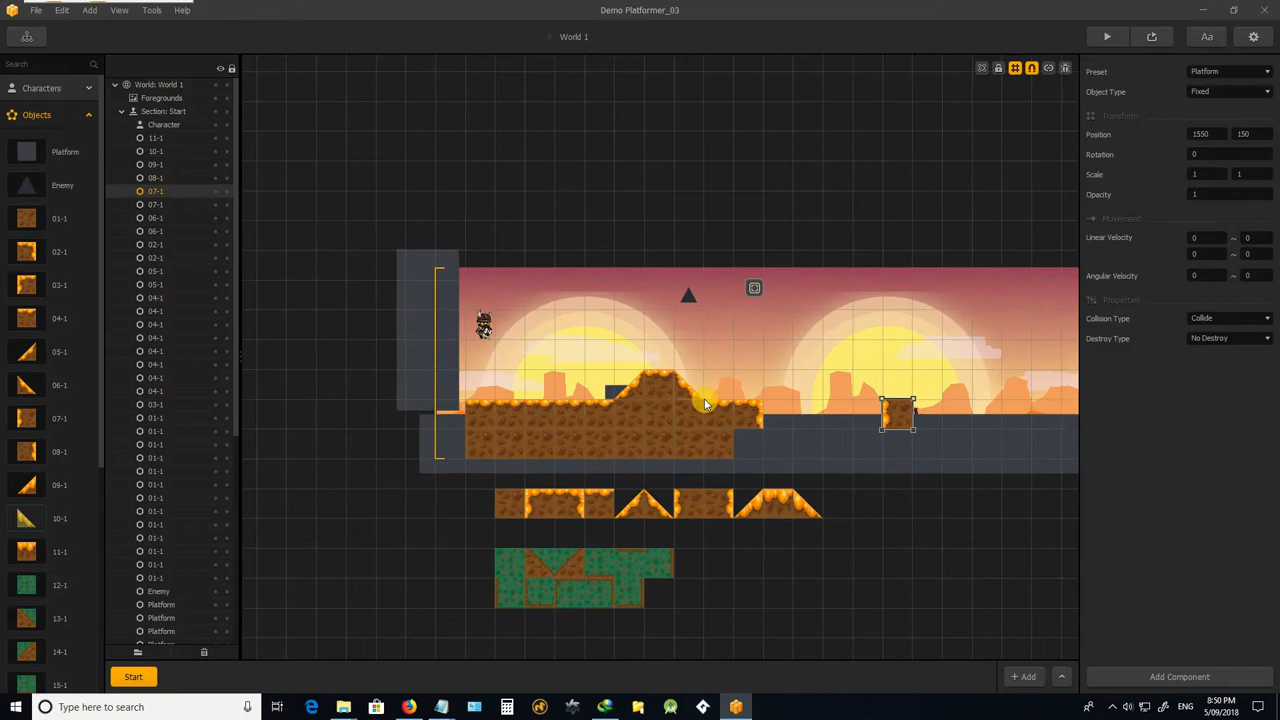 File Edit Add View Tools Help
Demo Platformer_03
World 1
Aa
Search
Characters
Objects
Platform
Enemy
01-1
02-1
03-1
04-1
05-1
06-1
07-1
08-1
09-1
10-1
11-1
12-1
13-1
14-1
15-1
World: World 1
Foregrounds
Section: Start
Character
11-1
10-1
09-1
08-1
07-1
07-1
06-1
06-1
02-1
02-1
05-1
05-1
04-1
04-1
04-1
04-1
04-1
04-1
04-1
04-1
03-1
01-1
01-1
01-1
01-1
01-1
01-1
01-1
01-1
01-1
01-1
01-1
01-1
01-1
Enemy
Platform
Platform
Platform
Platform
Preset Platform
Object Type Fixed
Transform
Position 1550 150
Rotation 0
Scale 1 1
Opacity 1
Movement
Linear Velocity 0 ~ 0
0 ~ 0
Angular Velocity 0 ~ 0
Properties
Collision Type Collide
Destroy Type No Destroy
Start
+ Add
Add Component
Type here to search
ENG
8:50 PM
5/09/2018